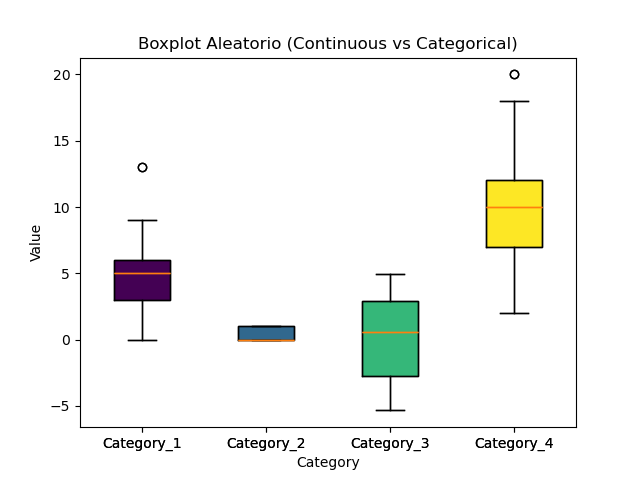 Boxplot Aleatorio (Continuous vs Categorical)
20
15
10
5
0
−5
Value
Category_1 Category_2 Category_3 Category_4
Category